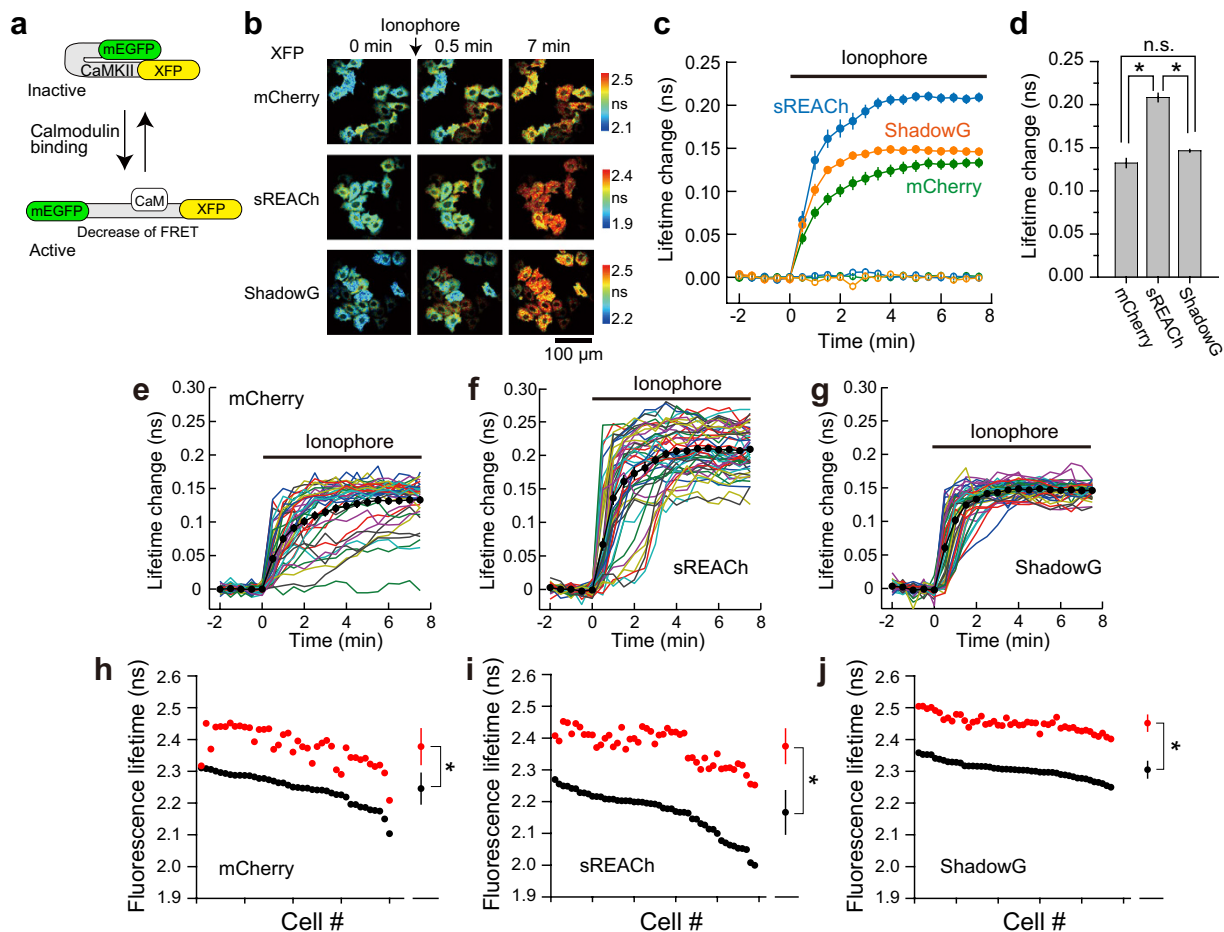 a
mEGFP
CaMKII
XFP
Inactive
Calmodulin
binding
CaM
mEGFP
XFP
Decrease of FRET
Active
b
Ionophore
XFP
0 min
0.5 min
7 min
mCherry
2.5
ns
2.1
sREACh
2.4
ns
1.9
ShadowG
2.5
ns
2.2
100 µm
c
Ionophore
Lifetime change (ns)
0.25
0.20
0.15
0.10
0.05
0.00
sREACh
ShadowG
mCherry
-2 0 2 4 6 8
Time (min)
d
n.s.
* *
Lifetime change (ns)
0.25
0.20
0.15
0.10
0.05
0.00
mCherry
sREACh
ShadowG
e
mCherry
Ionophore
Lifetime change (ns)
0.30
0.25
0.2
0.15
0.10
0.05
0
-2 0 2 4 6 8
Time (min)
f
Ionophore
Lifetime change (ns)
0.30
0.25
0.2
0.15
0.10
0.05
0
sREACh
-2 0 2 4 6 8
Time (min)
g
Ionophore
Lifetime change (ns)
0.30
0.25
0.2
0.15
0.10
0.05
0
ShadowG
-2 0 2 4 6 8
Time (min)
h
Fluorescence lifetime (ns)
2.6
2.5
2.4
2.3
2.2
2.1
2.0
1.9
*
mCherry
Cell #
i
Fluorescence lifetime (ns)
2.6
2.5
2.4
2.3
2.2
2.1
2.0
1.9
*
sREACh
Cell #
j
Fluorescence lifetime (ns)
2.6
2.5
2.4
2.3
2.2
2.1
2.0
1.9
*
ShadowG
Cell #